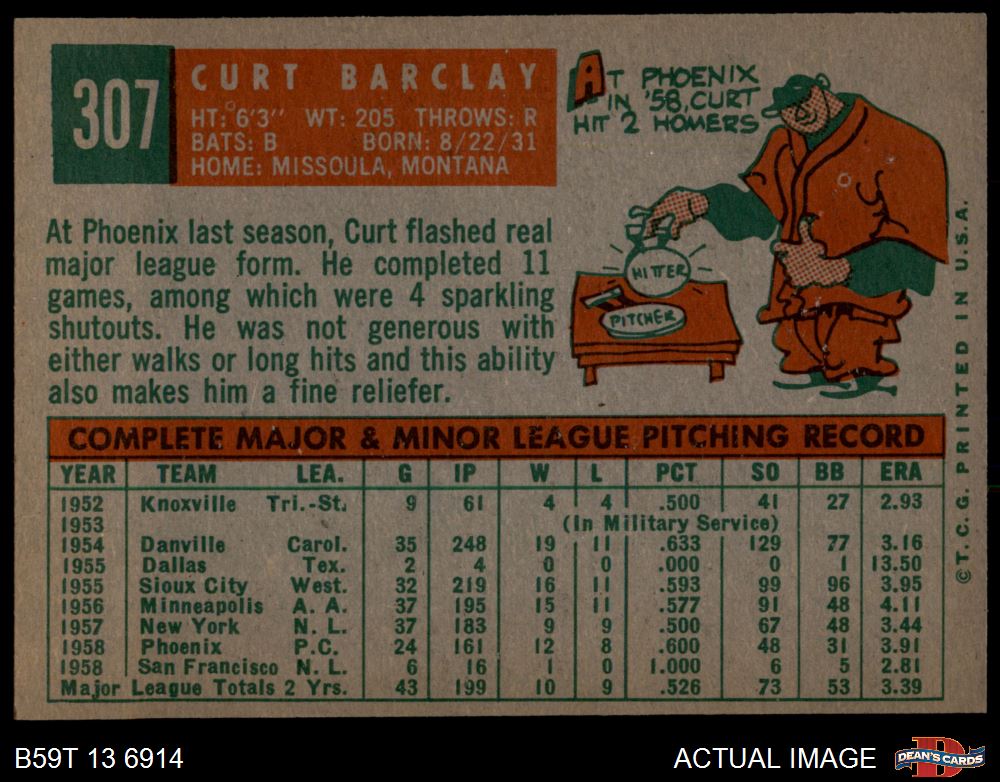 307
CURT BARCLAY
HT: 6'3" WT: 205 THROWS: R
BATS: B BORN: 8/22/31
HOME: MISSOULA, MONTANA
AT PHOENIX
IN '58, CURT
HIT 2 HOMERS
HITTER
PITCHER
At Phoenix last season, Curt flashed real
major league form. He completed 11
games, among which were 4 sparkling
shutouts. He was not generous with
either walks or long hits and this ability
also makes him a fine reliefer.
COMPLETE MAJOR & MINOR LEAGUE PITCHING RECORD
YEAR TEAM LEA. G IP W L PCT SO BB ERA
1952 Knoxville Tri.-St. 9 61 4 4 .500 41 27 2.93
1953 (In Military Service)
1954 Danville Carol. 35 248 19 11 .633 129 77 3.16
1955 Dallas Tex. 2 4 0 0 .000 0 1 13.50
1955 Sioux City West. 32 219 16 11 .593 99 96 3.95
1956 Minneapolis A. A. 37 195 15 11 .577 91 48 4.11
1957 New York N. L. 37 183 9 9 .500 67 48 3.44
1958 Phoenix P.C. 24 161 12 8 .600 48 31 3.91
1958 San Francisco N. L. 6 16 1 0 1.000 6 5 2.81
Major League Totals 2 Yrs. 43 199 10 9 .526 73 53 3.39
©T.C.G. PRINTED IN U.S.A.
B59T 13 6914
ACTUAL IMAGE
D
DEAN'S CARDS